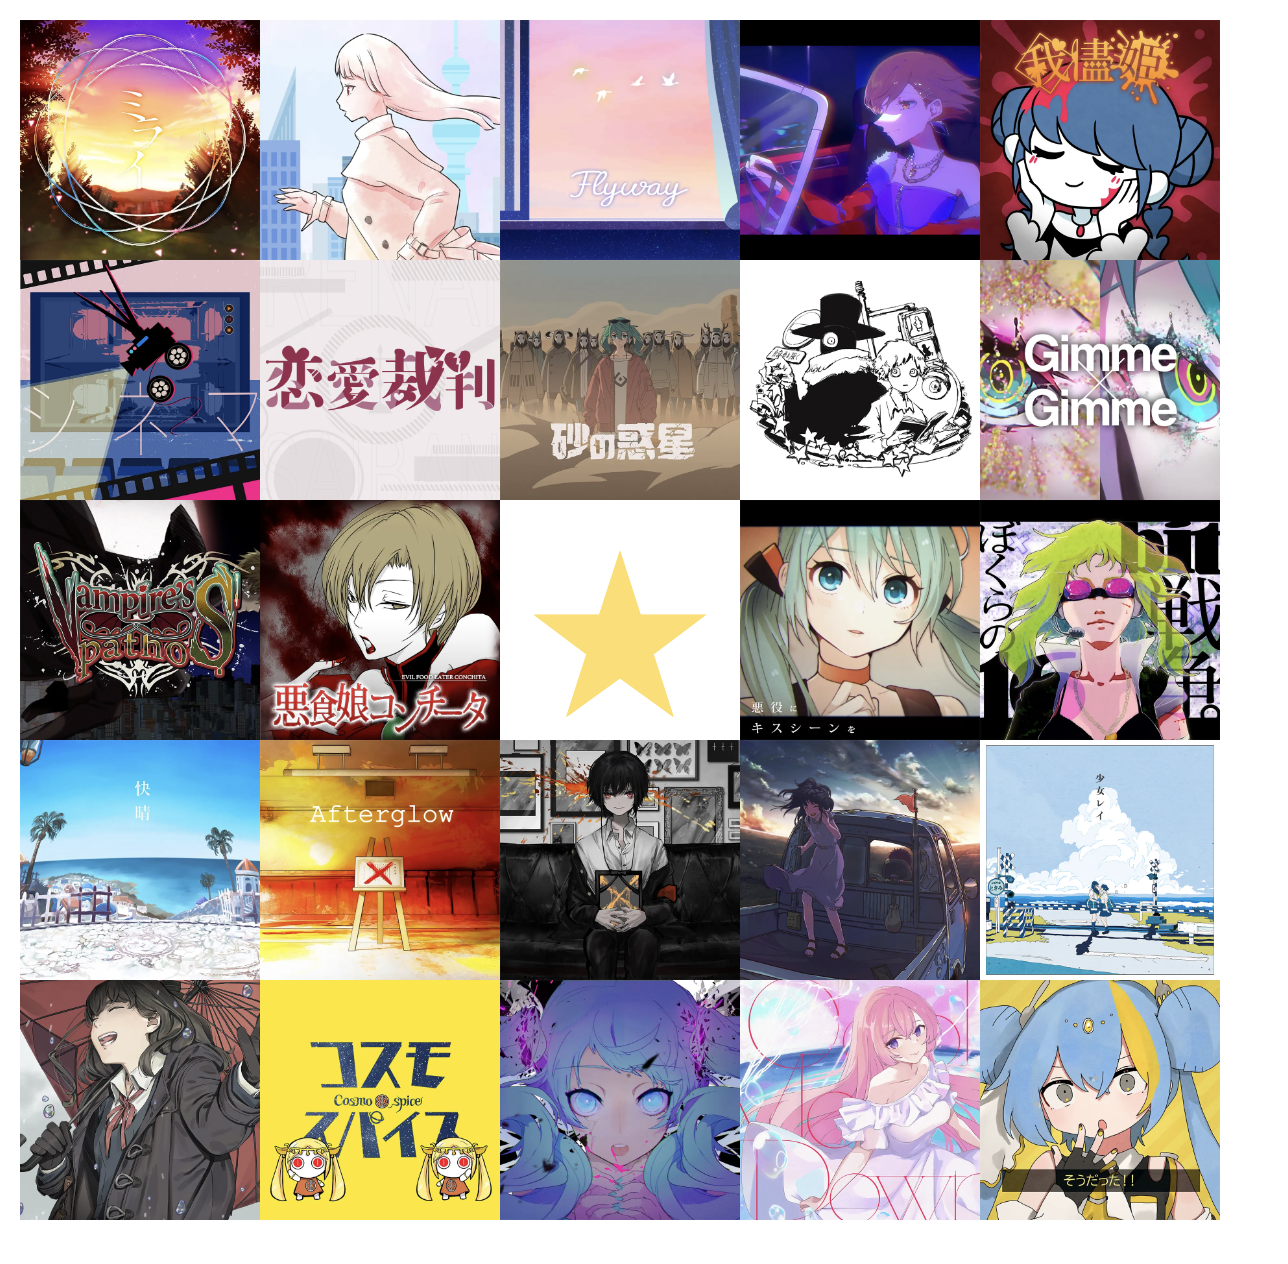 ミライ
Flyway
我儘姫
シネマ
恋愛裁判
砂の惑星
Gimme
×
Gimme
Vampire's
pathoS
EVIL FOOD EATER CONCHITA
悪食娘コンチータ
悪役に
キスシーンを
ぼくらの
戦争。
快晴
Afterglow
少女レイ
コスモ
Cosmo spice
スパイス
そうだった!!